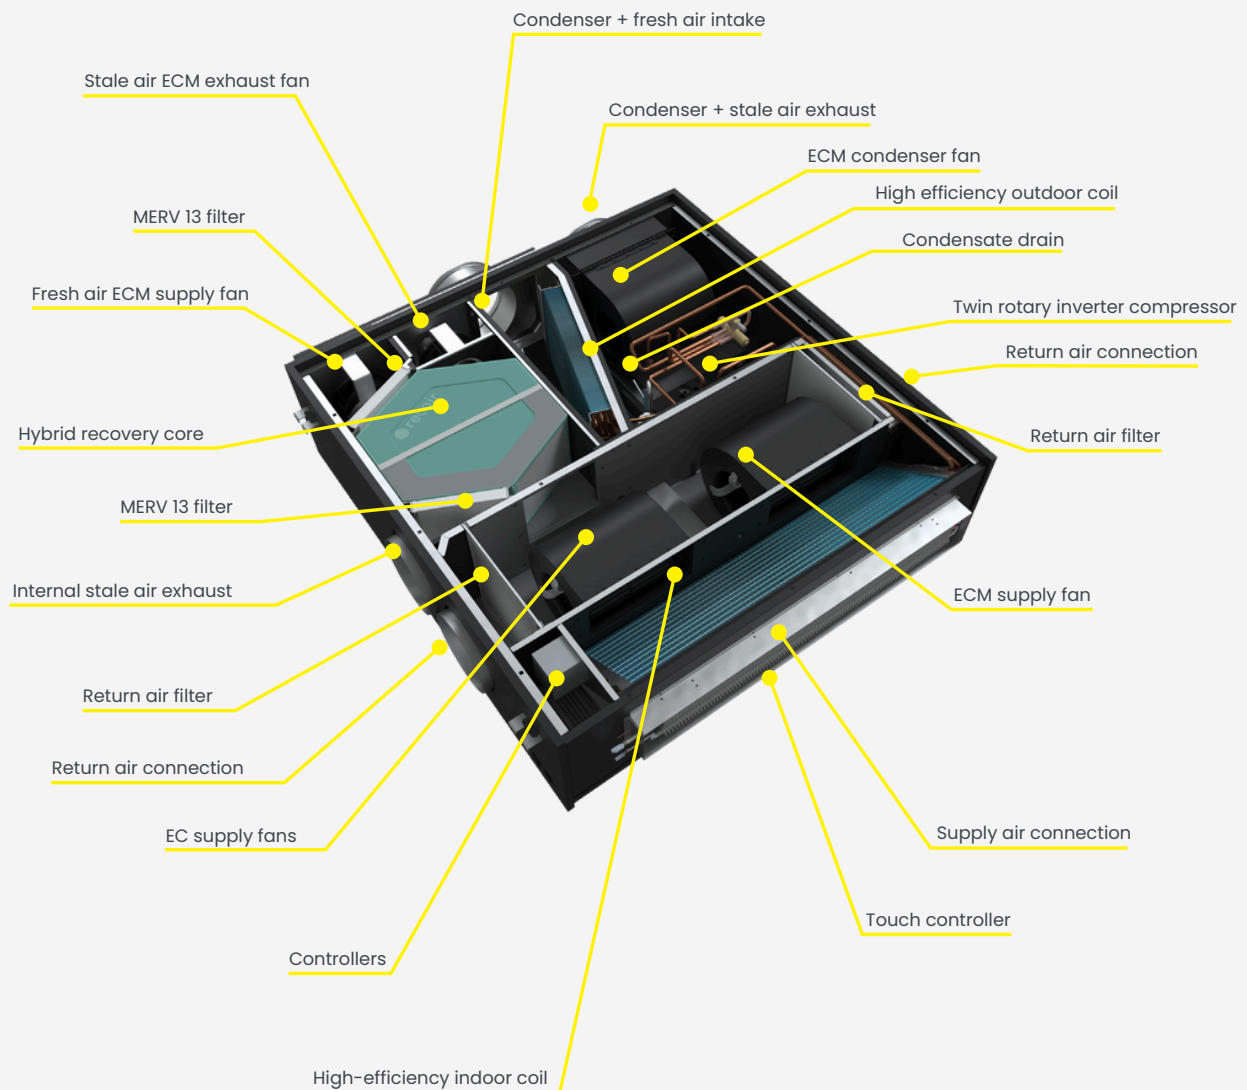 Condenser + fresh air intake
Stale air ECM exhaust fan
Condenser + stale air exhaust
ECM condenser fan
High efficiency outdoor coil
MERV 13 filter
Condensate drain
Fresh air ECM supply fan
Twin rotary inverter compressor
Return air connection
Hybrid recovery core
Return air filter
MERV 13 filter
Internal stale air exhaust
ECM supply fan
Return air filter
Return air connection
EC supply fans
Supply air connection
Touch controller
Controllers
High-efficiency indoor coil